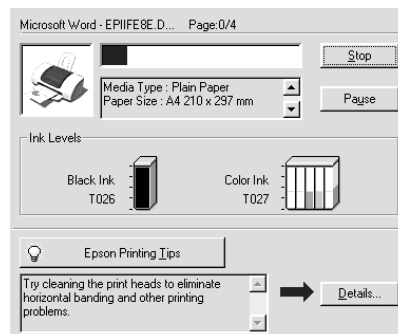 Microsoft Word - EPIIFE8E.D... Page:0/4
Stop
Media Type : Plain Paper
Paper Size : A4 210 x 297 mm
Pause
Ink Levels
Black Ink
T026
Color Ink
T027
Epson Printing Tips
Try cleaning the print heads to eliminate
horizontal banding and other printing
problems.
Details...